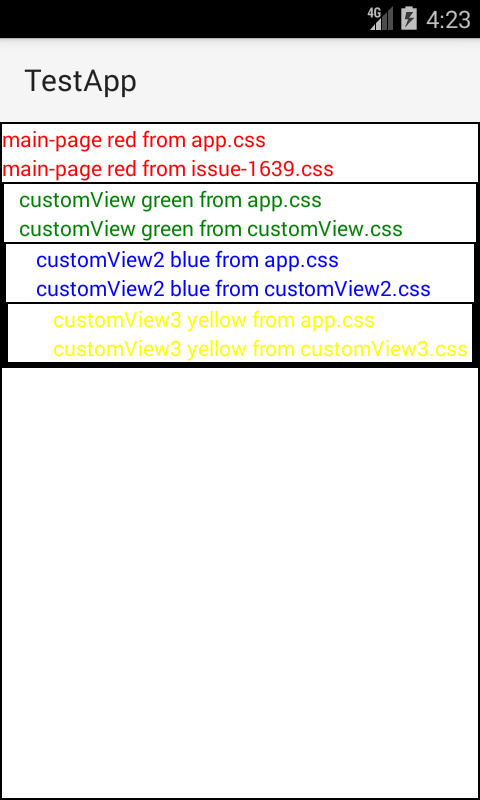 4G 4:23
TestApp
main-page red from app.css
main-page red from issue-1639.css
customView green from app.css
customView green from customView.css
customView2 blue from app.css
customView2 blue from customView2.css
customView3 yellow from app.css
customView3 yellow from customView3.css